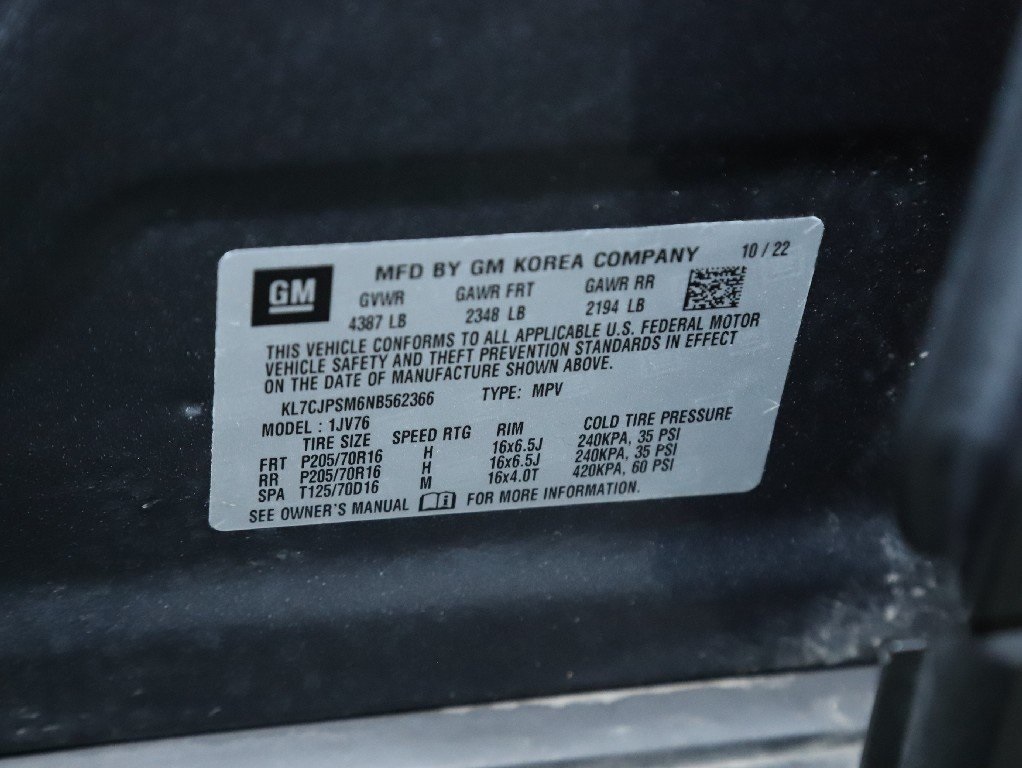 GM
MFD BY GM KOREA COMPANY 10 / 22
GVWR GAWR FRT GAWR RR
4387 LB 2348 LB 2194 LB
THIS VEHICLE CONFORMS TO ALL APPLICABLE U.S. FEDERAL MOTOR
VEHICLE SAFETY AND THEFT PREVENTION STANDARDS IN EFFECT
ON THE DATE OF MANUFACTURE SHOWN ABOVE.
KL7CJPSM6NB562366 TYPE: MPV
MODEL : 1JV76
TIRE SIZE SPEED RTG RIM COLD TIRE PRESSURE
FRT P205/70R16 H 16x6.5J 240KPA, 35 PSI
RR P205/70R16 H 16x6.5J 240KPA, 35 PSI
SPA T125/70D16 M 16x4.0T 420KPA, 60 PSI
SEE OWNER'S MANUAL FOR MORE INFORMATION.